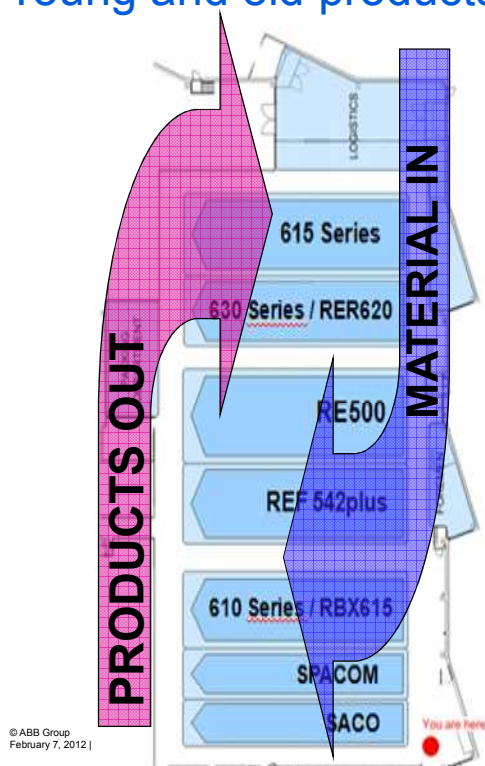 Young and old products
LOGISTICS
MATERIAL IN
615 Series
630 Series / RER620
PRODUCTS OUT
RE500
REF 542plus
610 Series / RBX615
SPACOM
SACO
You are here
© ABB Group
February 7, 2012 |